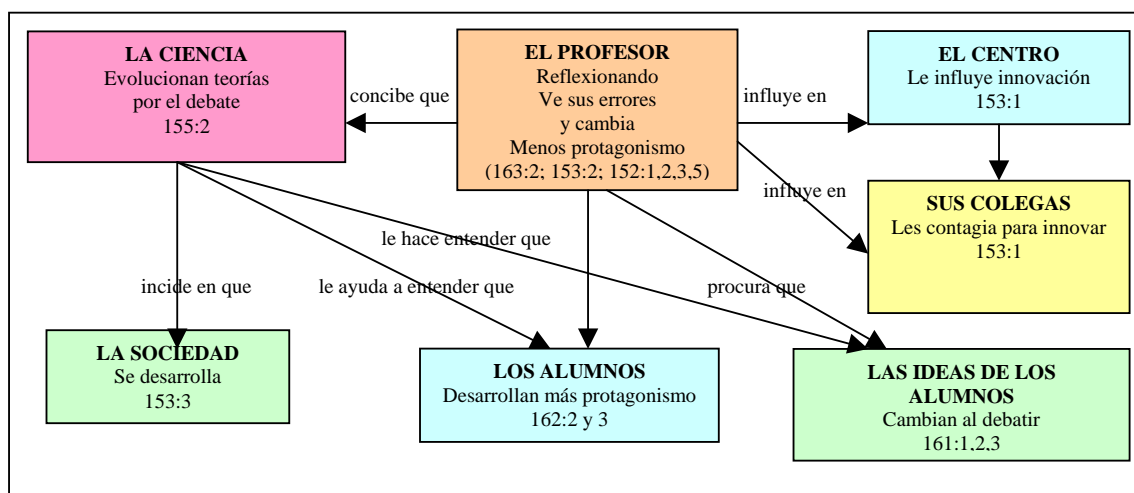 LA CIENCIA
Evolucionan teorías
por el debate
155:2
concibe que
EL PROFESOR
Reflexionando
Ve sus errores
y cambia
Menos protagonismo
(163:2; 153:2; 152:1,2,3,5)
influye en
EL CENTRO
Le influye innovación
153:1
influye en
SUS COLEGAS
Les contagia para innovar
153:1
le hace entender que
incide en que
le ayuda a entender que
procura que
LA SOCIEDAD
Se desarrolla
153:3
LOS ALUMNOS
Desarrollan más protagonismo
162:2 y 3
LAS IDEAS DE LOS
ALUMNOS
Cambian al debatir
161:1,2,3